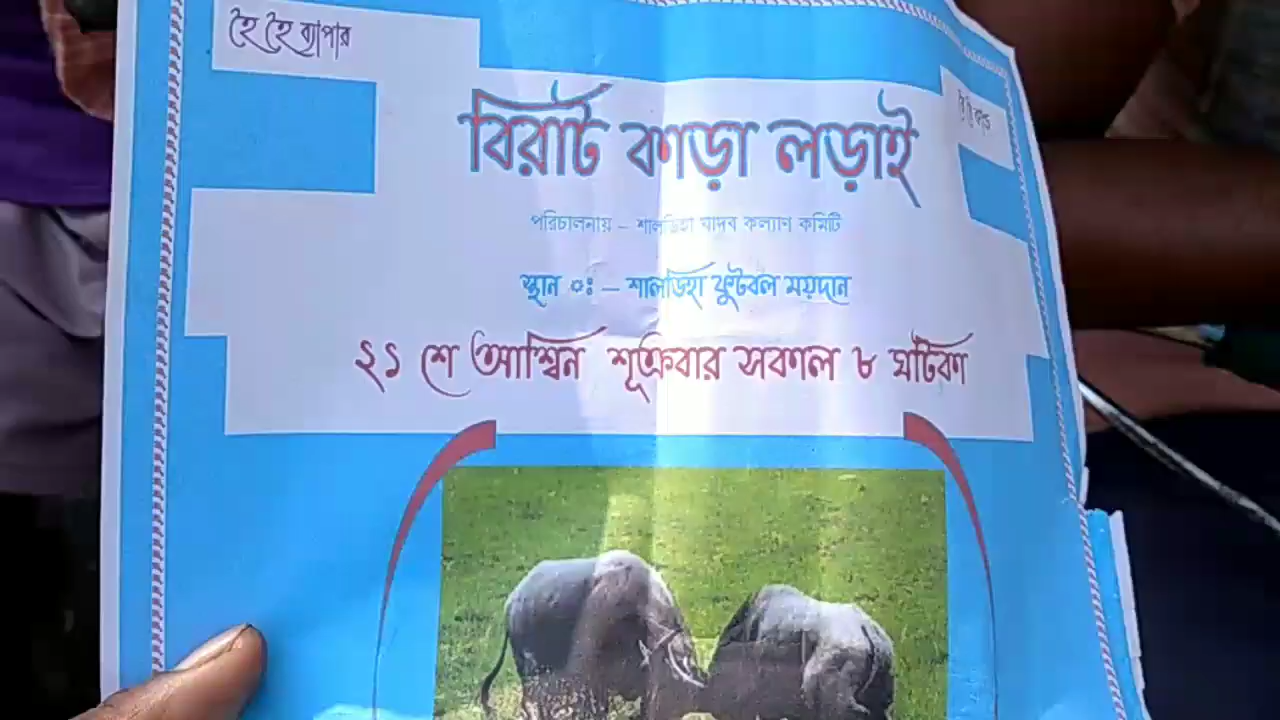 হৈ হৈ ব্যাপার
রৈ রৈ কান্ড
বিরাট কাড়া লড়াই
পরিচালনায় – শালডিহা যাদব কল্যাণ কমিটি
স্থান ঃ – শালডিহা ফুটবল ময়দান
২১ শে আশ্বিন শূক্রবার সকাল ৮ ঘটিকা